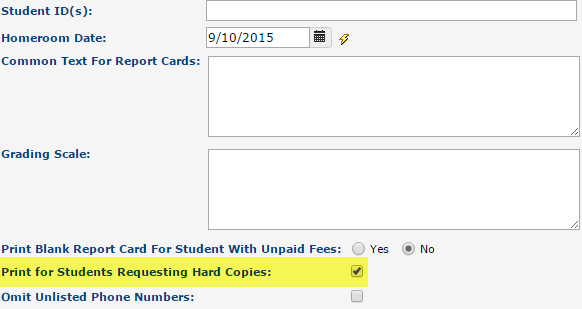 Student ID(s):
Homeroom Date: 9/10/2015
Common Text For Report Cards:
Grading Scale:
Print Blank Report Card For Student With Unpaid Fees: Yes No
Print for Students Requesting Hard Copies:
Omit Unlisted Phone Numbers: